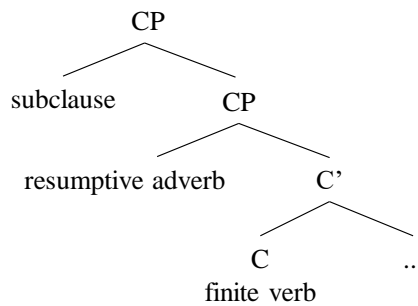 CP
subclause CP
resumptive adverb C’
C ..
finite verb